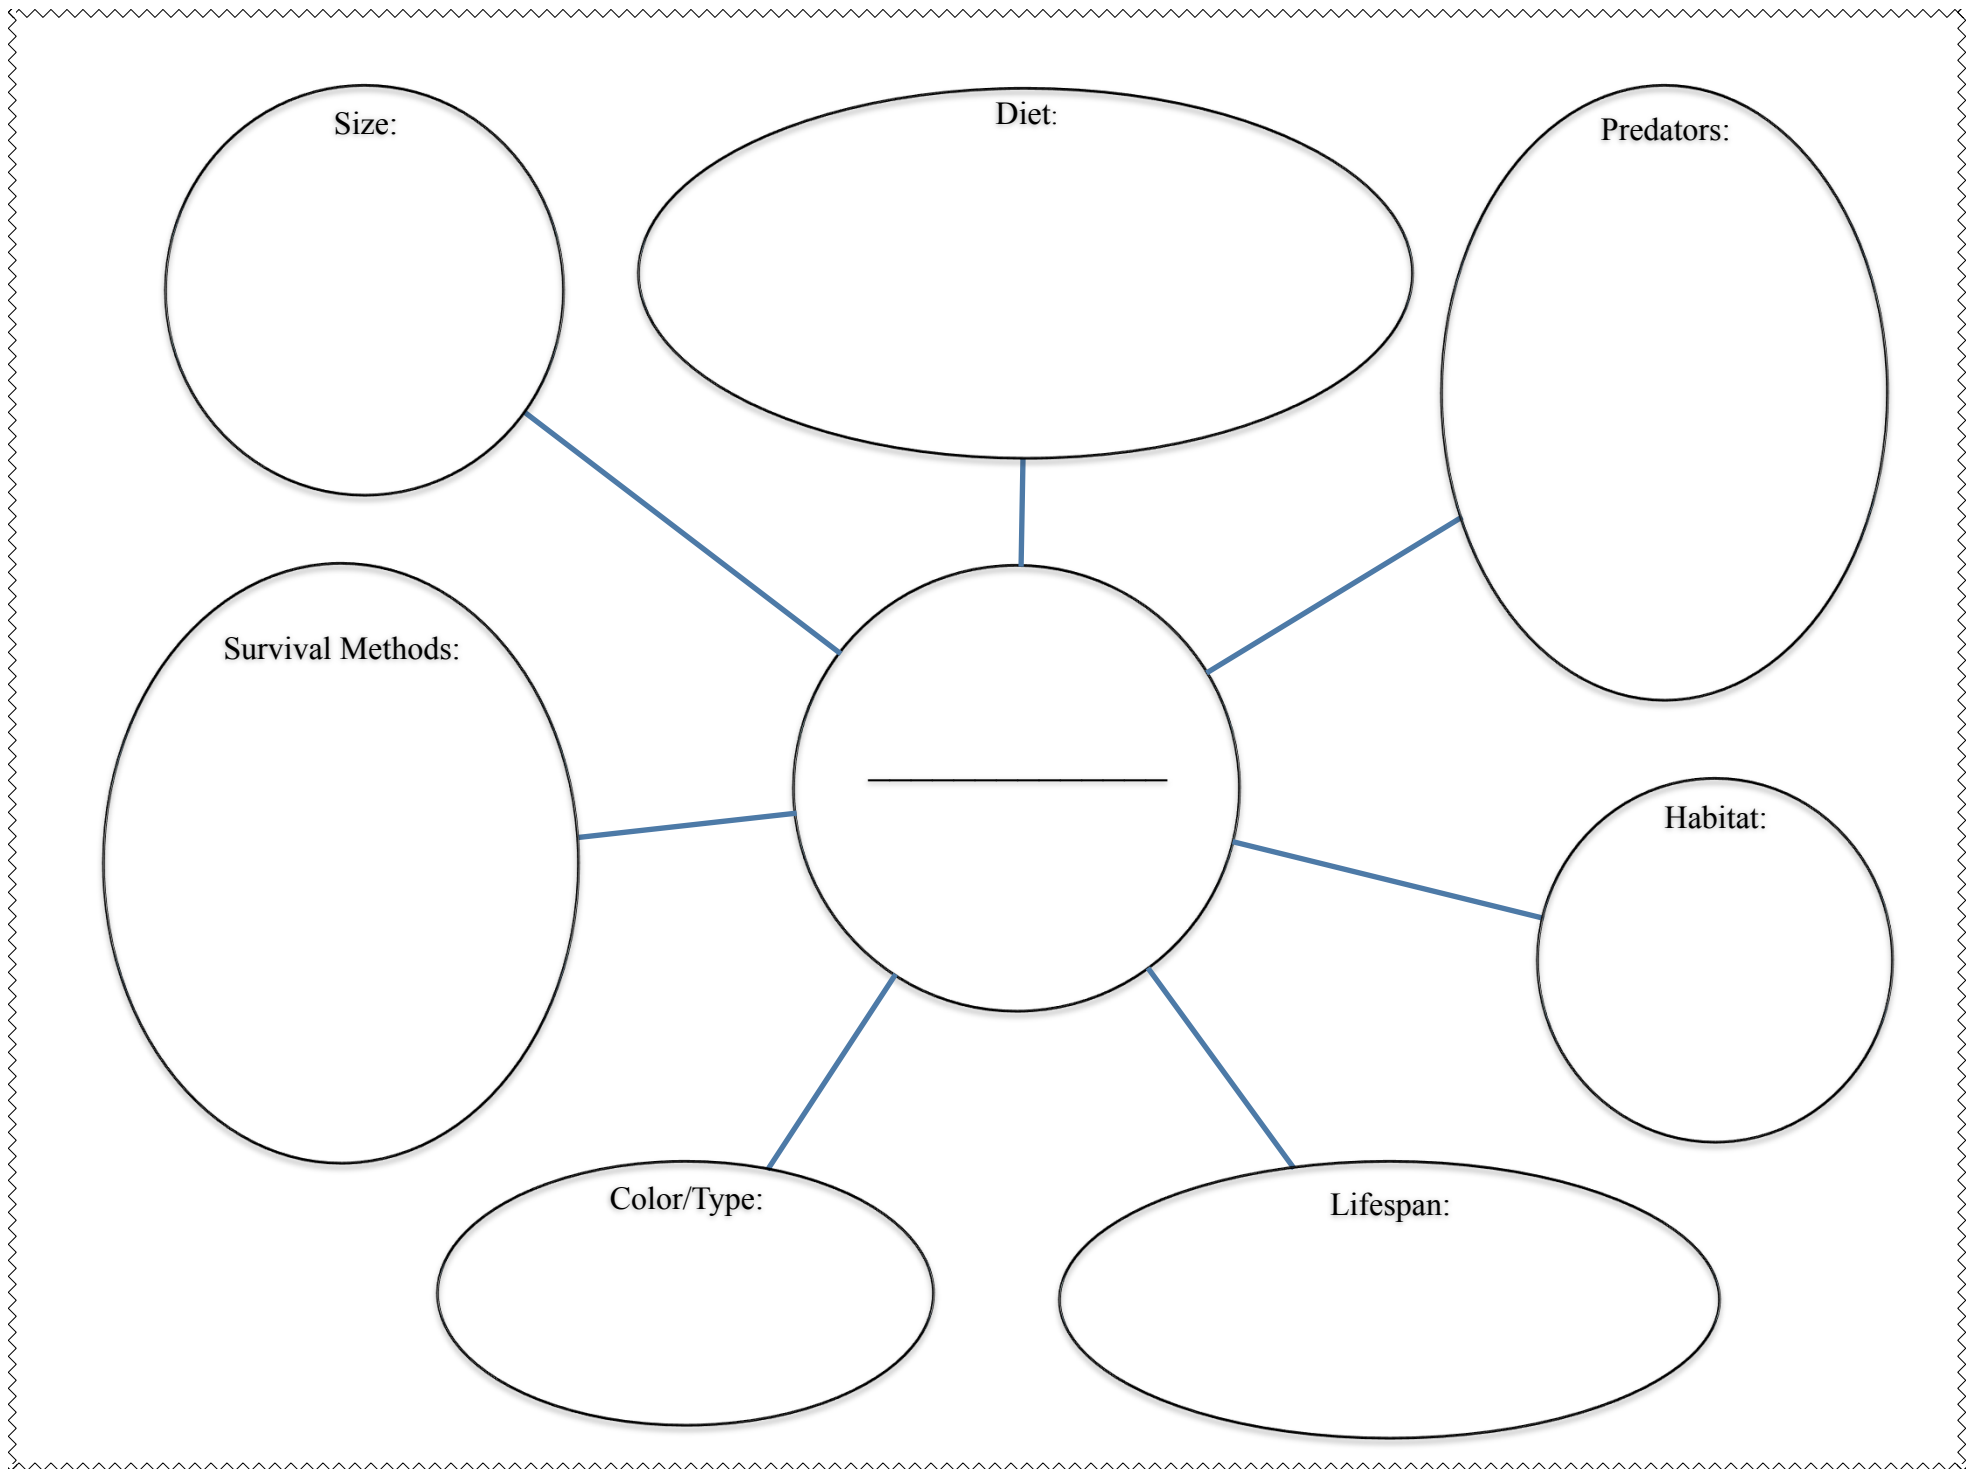 Size:
Diet:
Predators:
Survival Methods:
Habitat:
Color/Type:
Lifespan: